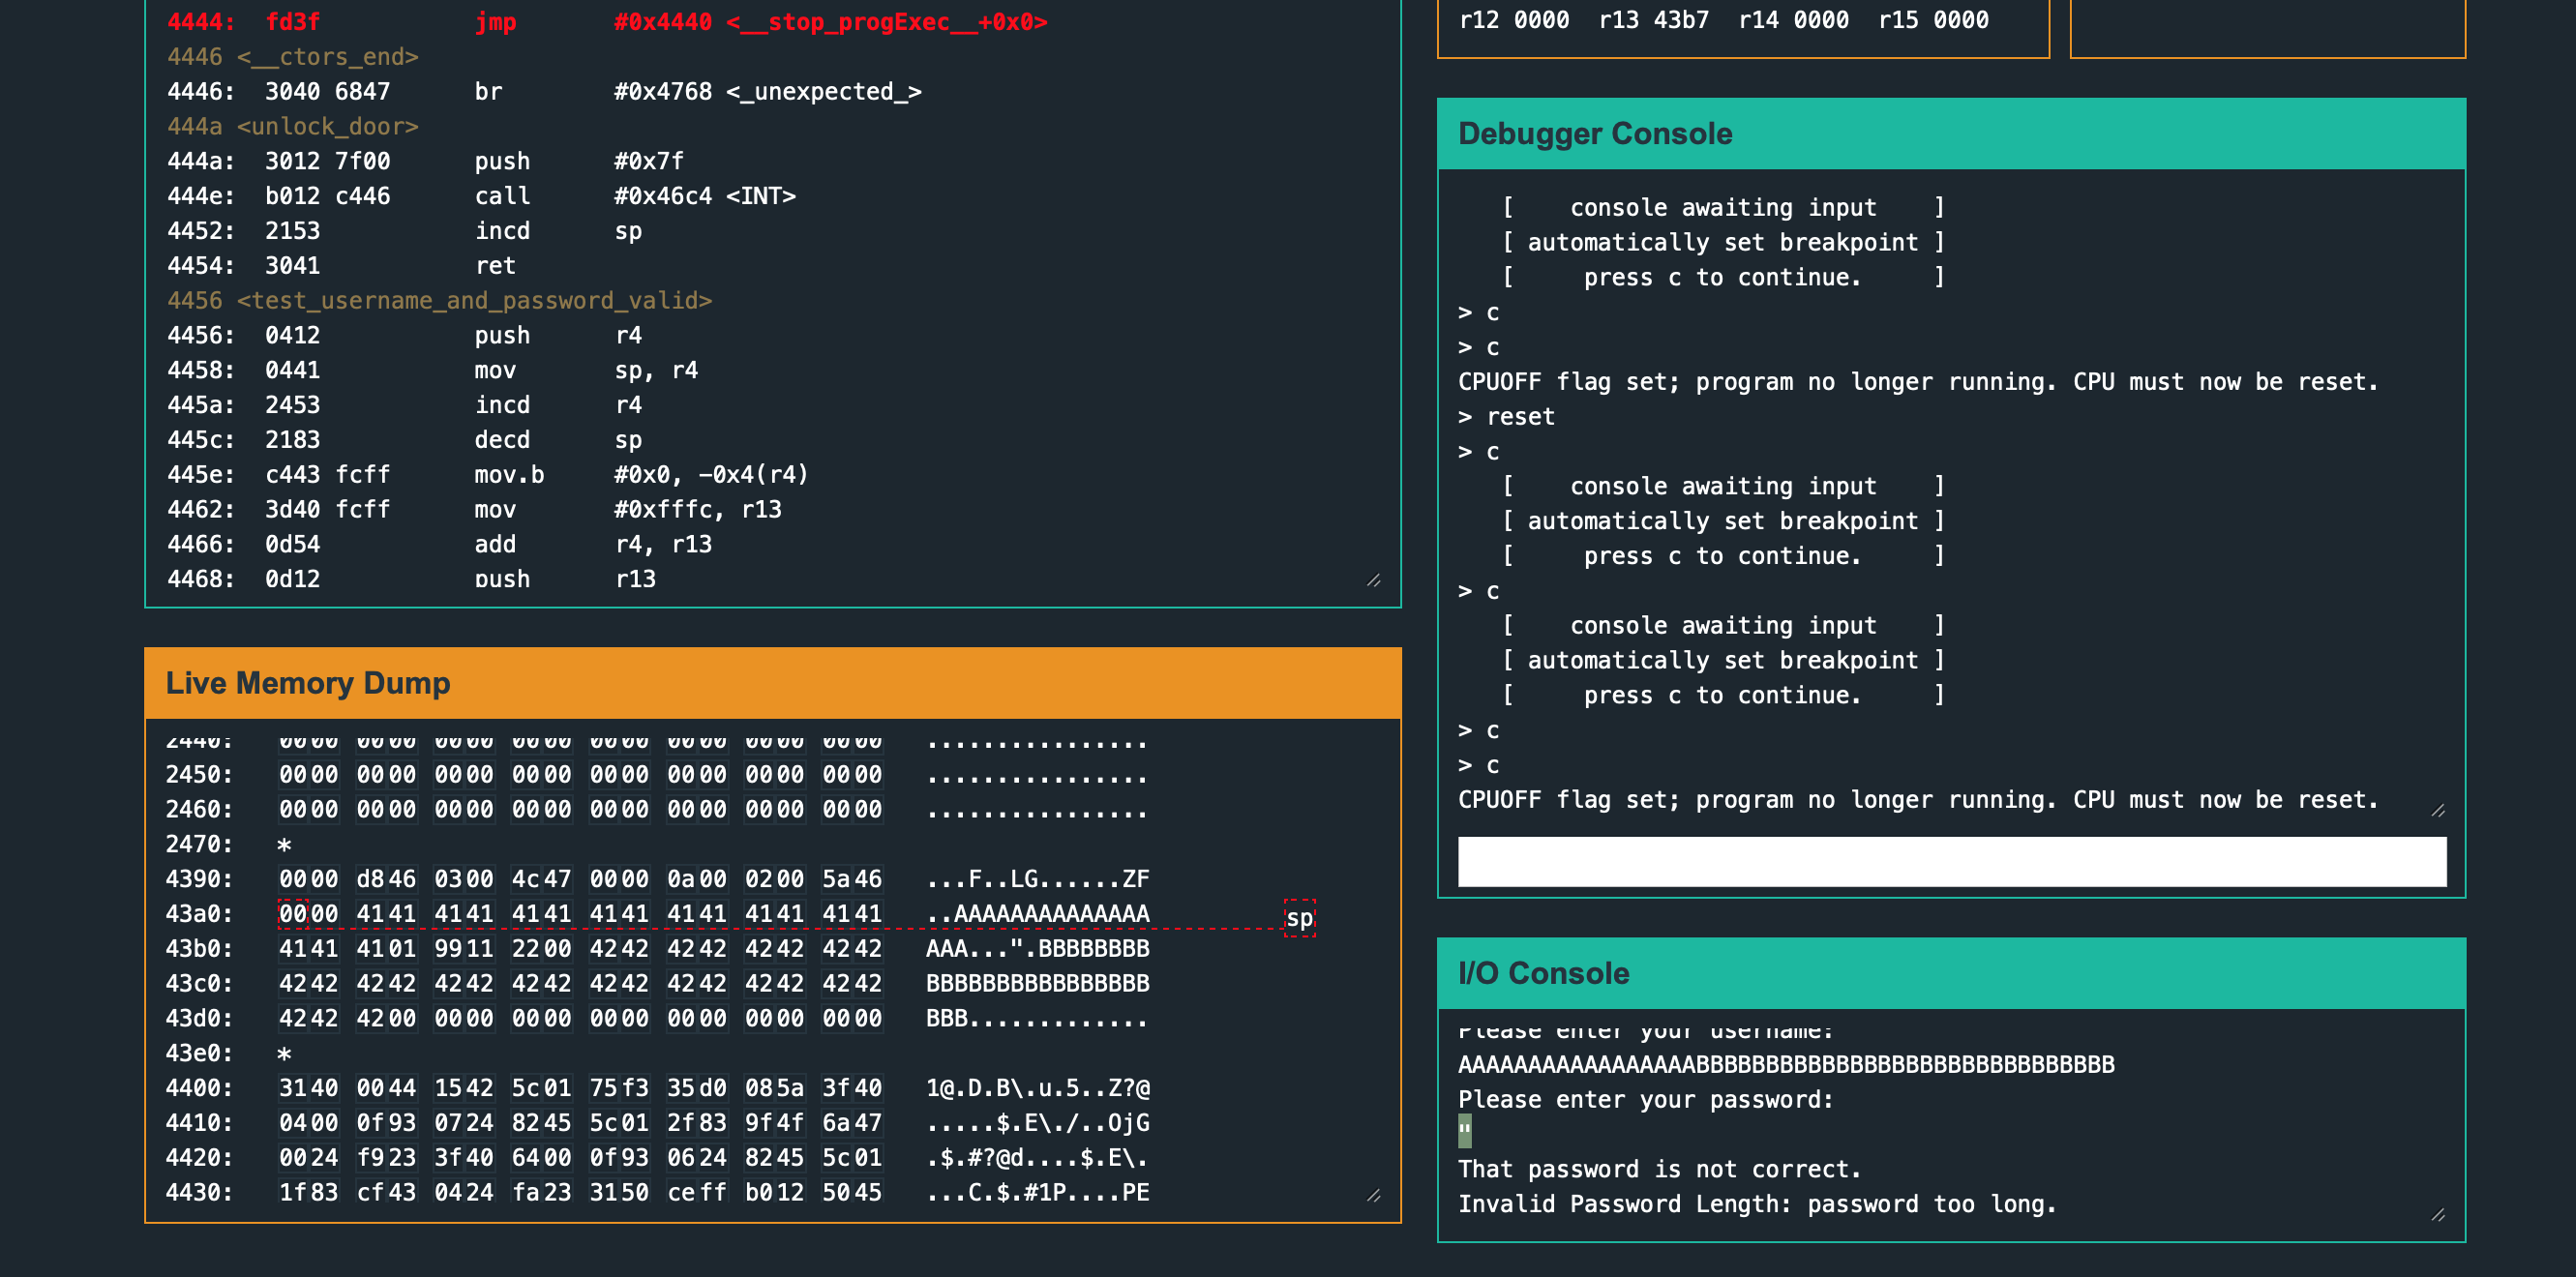 4444: fd3f jmp #0x4440 <__stop_progExec__+0x0>
4446 <__ctors_end>
4446: 3040 6847 br #0x4768 <_unexpected_>
444a <unlock_door>
444a: 3012 7f00 push #0x7f
444e: b012 c446 call #0x46c4 <INT>
4452: 2153 incd sp
4454: 3041 ret
4456 <test_username_and_password_valid>
4456: 0412 push r4
4458: 0441 mov sp, r4
445a: 2453 incd r4
445c: 2183 decd sp
445e: c443 fcff mov.b #0x0, -0x4(r4)
4462: 3d40 fcff mov #0xfffc, r13
4466: 0d54 add r4, r13
4468: 0d12 push r13
Live Memory Dump
2440: 0000 0000 0000 0000 0000 0000 0000 0000 ................
2450: 0000 0000 0000 0000 0000 0000 0000 0000 ................
2460: 0000 0000 0000 0000 0000 0000 0000 0000 ................
2470: *
4390: 0000 d846 0300 4c47 0000 0a00 0200 5a46 ...F..LG......ZF
43a0: 0000 4141 4141 4141 4141 4141 4141 4141 ..AAAAAAAAAAAAAA sp
43b0: 4141 4101 9911 2200 4242 4242 4242 4242 AAA...".BBBBBBBB
43c0: 4242 4242 4242 4242 4242 4242 4242 4242 BBBBBBBBBBBBBBBB
43d0: 4242 4200 0000 0000 0000 0000 0000 0000 BBB.............
43e0: *
4400: 3140 0044 1542 5c01 75f3 35d0 085a 3f40 1@.D.B\.u.5..Z?@
4410: 0400 0f93 0724 8245 5c01 2f83 9f4f 6a47 .....$.E\./..OjG
4420: 0024 f923 3f40 6400 0f93 0624 8245 5c01 .$.#?@d....$.E\.
4430: 1f83 cf43 0424 fa23 3150 ceff b012 5045 ...C.$.#1P....PE
r12 0000 r13 43b7 r14 0000 r15 0000
Debugger Console
[ console awaiting input ]
[ automatically set breakpoint ]
[ press c to continue. ]
> c
> c
CPUOFF flag set; program no longer running. CPU must now be reset.
> reset
> c
[ console awaiting input ]
[ automatically set breakpoint ]
[ press c to continue. ]
> c
[ console awaiting input ]
[ automatically set breakpoint ]
[ press c to continue. ]
> c
> c
CPUOFF flag set; program no longer running. CPU must now be reset.
I/O Console
Please enter your username:
AAAAAAAAAAAAAAAAABBBBBBBBBBBBBBBBBBBBBBBBBBBBBB
Please enter your password:
"
That password is not correct.
Invalid Password Length: password too long.